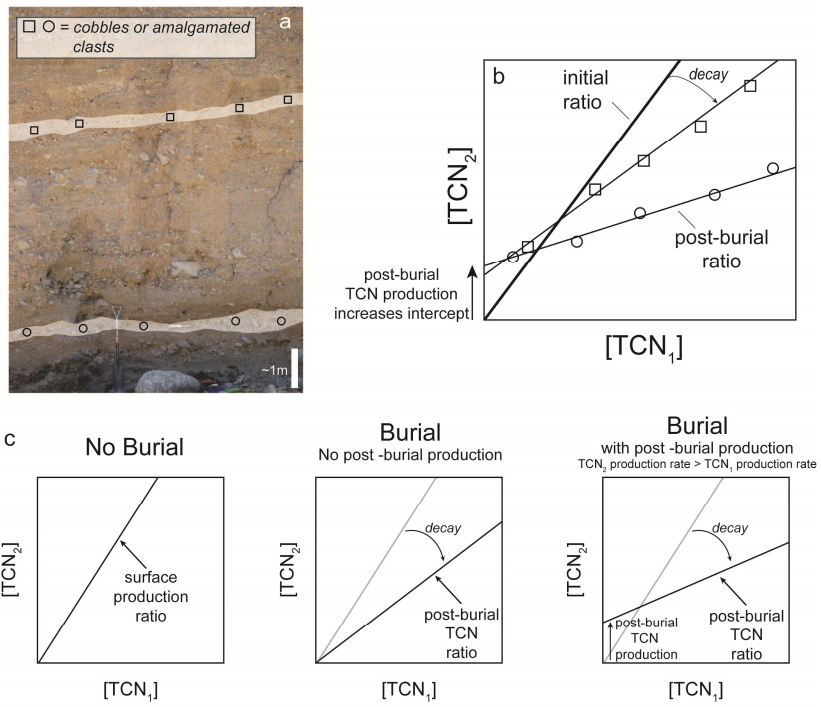 a
□ ○ = cobbles or amalgamated
clasts
~1m
b
initial
ratio
decay
[TCN₂]
post-burial
ratio
post-burial
TCN production
increases intercept
[TCN₁]
c
No Burial
[TCN₂]
surface
production
ratio
[TCN₁]
Burial
No post -burial production
[TCN₂]
decay
post-burial
TCN
ratio
[TCN₁]
Burial
with post -burial production
TCN₂ production rate > TCN₁ production rate
[TCN₂]
decay
post-burial
TCN
production
post-burial
TCN
ratio
[TCN₁]